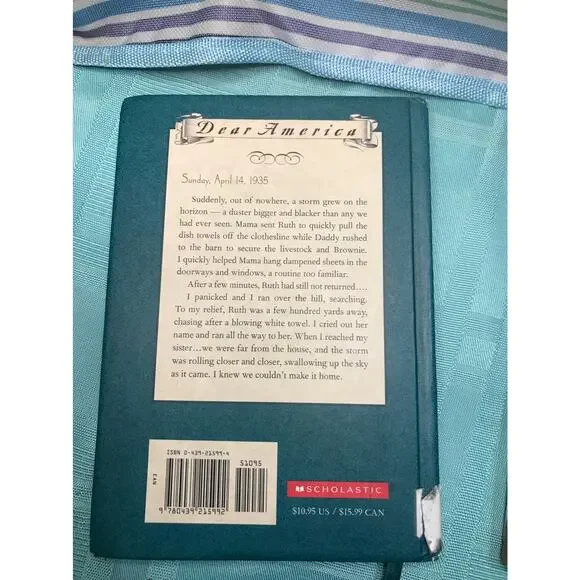 Dear America
Sunday, April 14, 1935
Suddenly, out of nowhere, a storm grew on the
horizon — a duster bigger and blacker than any we
had ever seen. Mama sent Ruth to quickly pull the
dish towels off the clothesline while Daddy rushed
to the barn to secure the livestock and Brownie.
I quickly helped Mama hang dampened sheets in the
doorways and windows, a routine too familiar.
After a few minutes, Ruth had still not returned....
I panicked and I ran over the hill, searching.
To my relief, Ruth was a few hundred yards away,
chasing after a blowing white towel. I cried out her
name and ran all the way to her. When I reached my
sister...we were far from the house, and the storm
was rolling closer and closer, swallowing up the sky
as it came. I knew we couldn't make it home.
ISBN 0-439-21599-4
EAN
51095
9 780439 215992
SCHOLASTIC
$10.95 US / $15.99 CAN